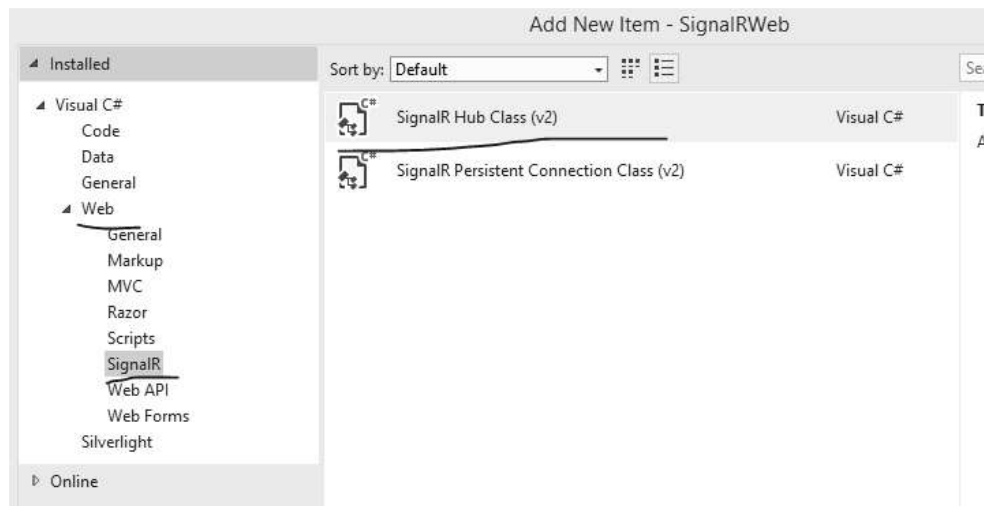 Add New Item - SignalRWeb
Installed
Visual C#
Code
Data
General
Web
General
Markup
MVC
Razor
Scripts
SignalR
Web API
Web Forms
Silverlight
Online
Sort by: Default
C# SignalR Hub Class (v2) Visual C#
C# SignalR Persistent Connection Class (v2) Visual C#